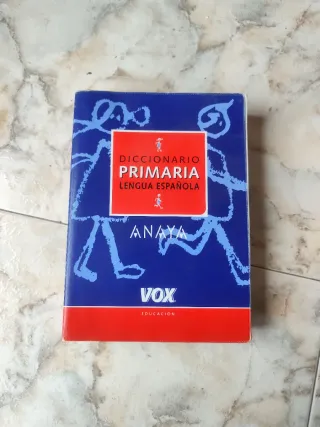 DICCIONARIO
PRIMARIA
LENGUA ESPAÑOLA
ANAYA
VOX
EDUCACIÓN